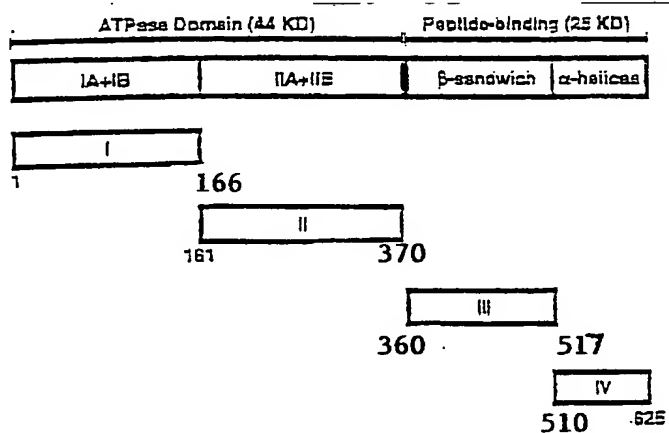 ATPase Domain (44 KD) Peptide-binding (25 KD)
IA+IB IIA+IIB β-sandwich α-helices
I
1 166
II
161 370
III
360 517
IV
510 625